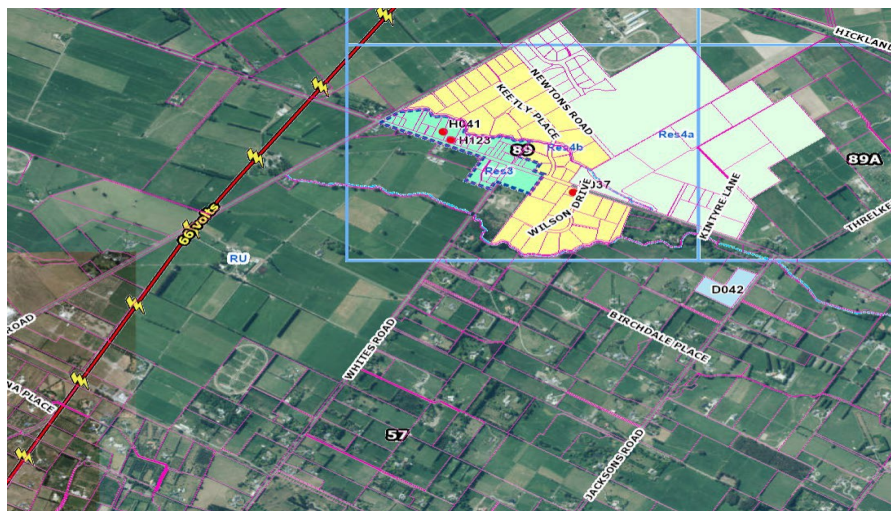 HICKLAND
NEWTONS ROAD
KEETLY PLACE
H041
H123
89
Res4b
Res4a
89A
Res3
037
WILSON DRIVE
KINTYRE LANE
THRELKE
66 volts
RU
D042
ROAD
WHITES ROAD
BIRCHDALE PLACE
NA PLACE
57
JACKSONS ROAD